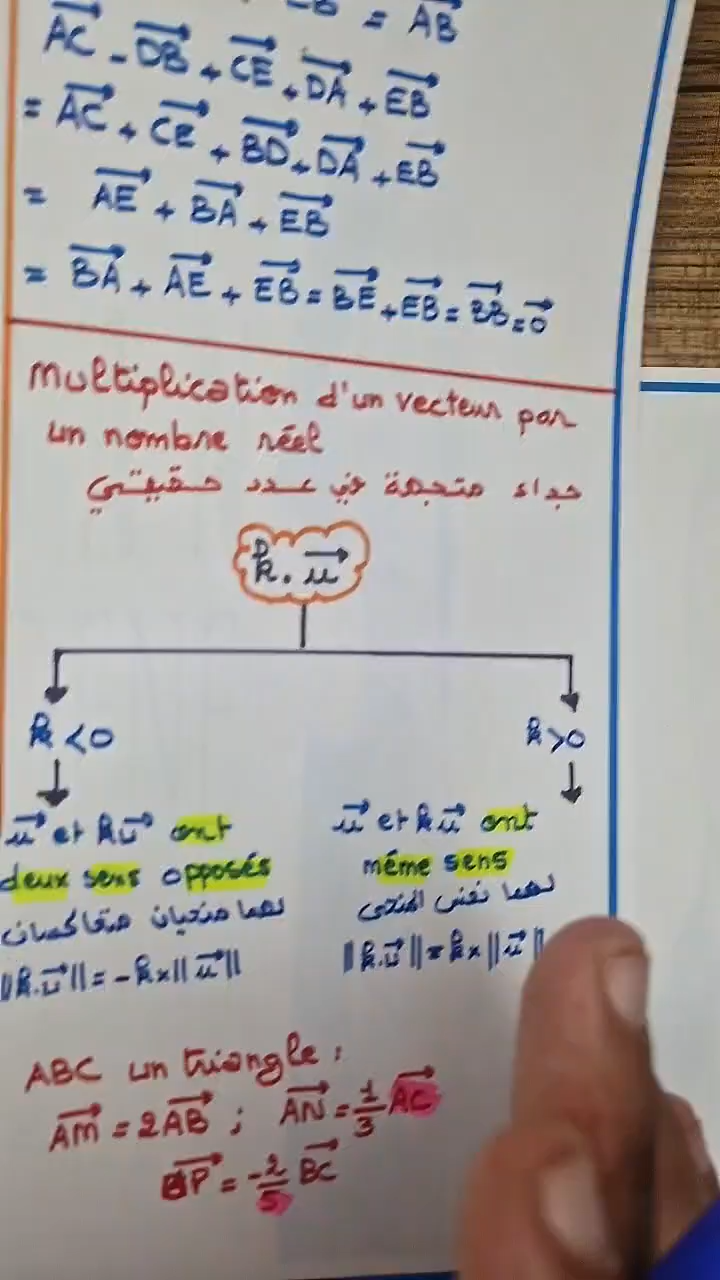 = AB
AC - DB + CE + DA + EB
= AC + CE + BD + DA + EB
= AE + BA + EB
= BA + AE + EB = BE + EB = BB = 0
Multiplication d'un vecteur par
un nombre réel
جداء متجهة في عدد حقيقي
k . u
k < 0
k > 0
u et k u ont
deux sens opposés
لهما منحيان متعاكسان
||k.u|| = -k × ||u||
u et k u ont
même sens
لهما نفس المنحى
||k.u|| = k × ||u||
ABC un triangle :
AM = 2AB ; AN = 1/3 AC
BP = -2/5 BC